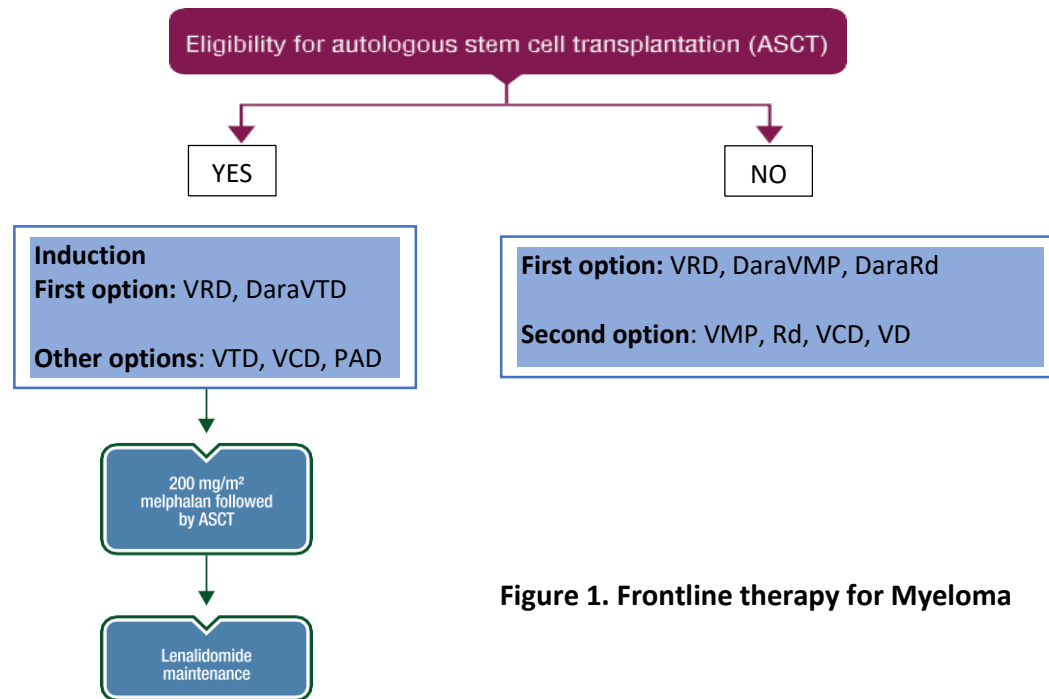 Eligibility for autologous stem cell transplantation (ASCT)
YES
NO
Induction
First option: VRD, DaraVTD
Other options: VTD, VCD, PAD
First option: VRD, DaraVMP, DaraRd
Second option: VMP, Rd, VCD, VD
200 mg/m²
melphalan followed
by ASCT
Lenalidomide
maintenance
Figure 1. Frontline therapy for Myeloma